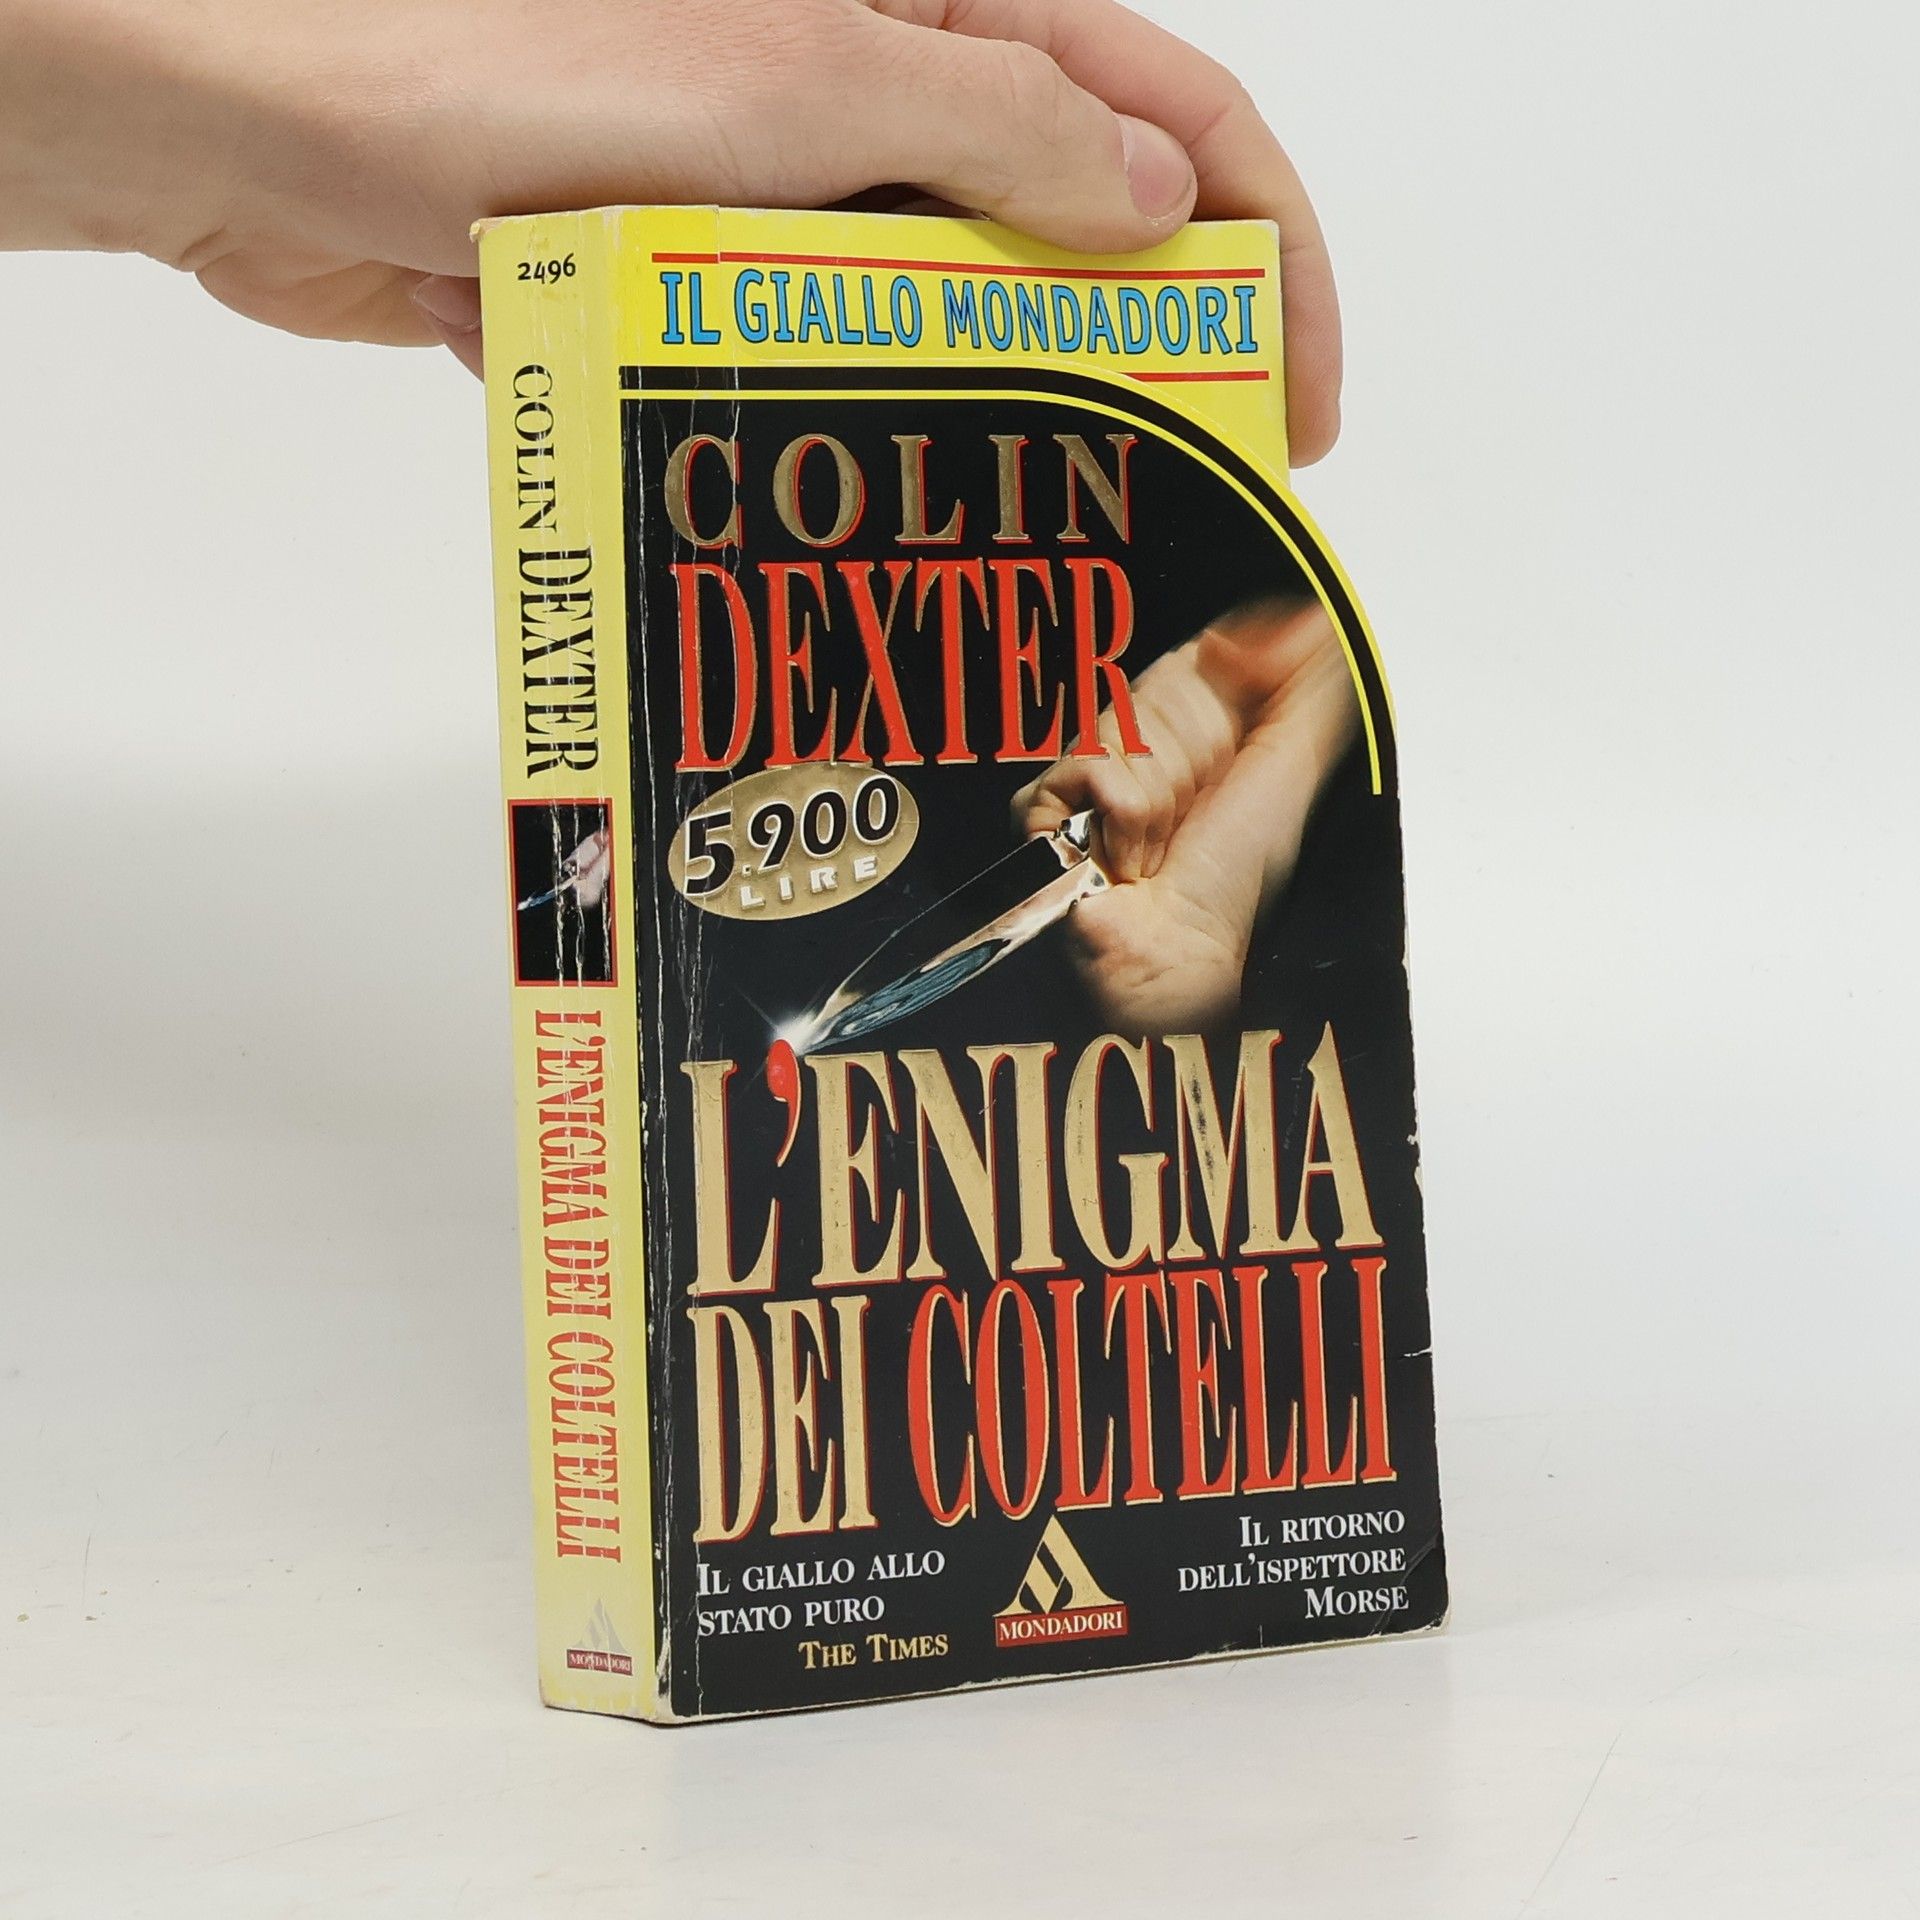 2496
COLIN DEXTER
L'ENIGMA DEI COLTELLI
MONDADORI
IL GIALLO MONDADORI
COLIN
DEXTER
5.900
LIRE
L'ENIGMA
DEI COLTELLI
IL GIALLO ALLO
STATO PURO
THE TIMES
MONDADORI
IL RITORNO
DELL'ISPETTORE
MORSE